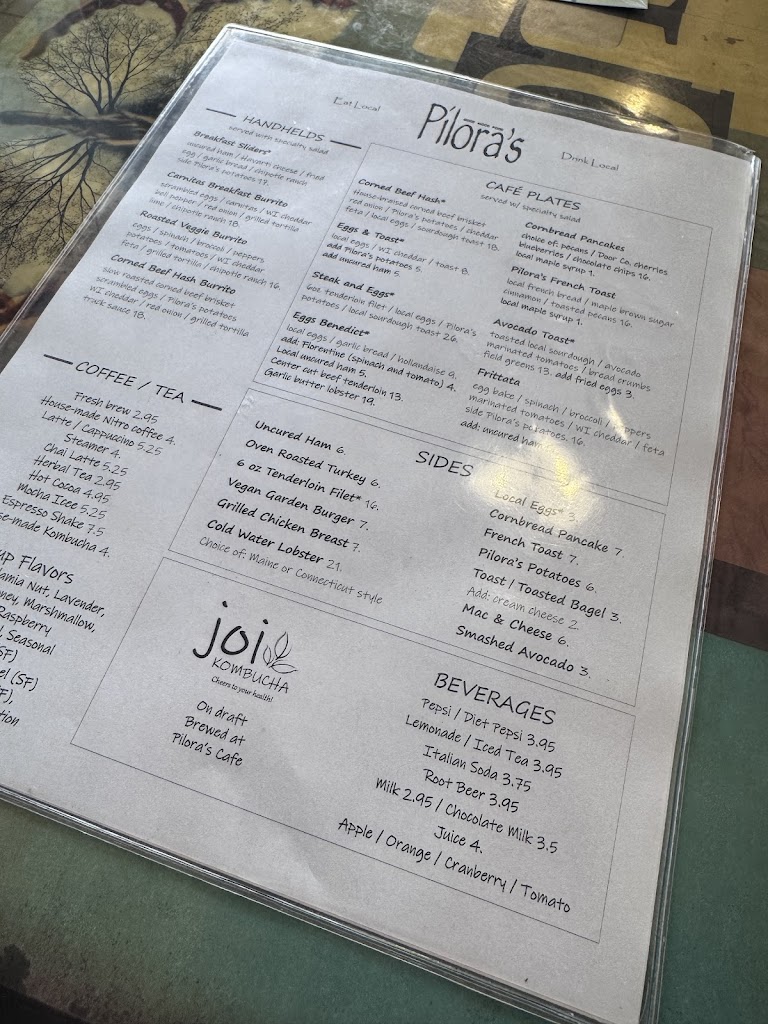 Eat Local
Pilōrā's
Drink Local
HANDHELDS
served with specialty salad
Breakfast Sliders*
uncured ham / Havarti cheese / fried
egg / garlic bread / chipotle ranch
side Pilora's potatoes 17.
Carnitas Breakfast Burrito
scrambled eggs / carnitas / WI cheddar
bell pepper / red onion / grilled tortilla
lime / chipotle ranch 18.
Roasted Veggie Burrito
eggs / spinach / broccoli / peppers
potatoes / tomatoes / WI cheddar
feta / grilled tortilla / chipotle ranch 16.
Corned Beef Hash Burrito
slow roasted corned beef brisket
scrambled eggs / Pilora's potatoes
WI cheddar / red onion / grilled tortilla
truck sauce 18.
CAFÉ PLATES
served w/ specialty salad
Corned Beef Hash*
House-braised corned beef brisket
red onion / Pilora's potatoes / cheddar
feta / local eggs / sourdough toast 18.
Eggs & Toast*
local eggs / WI cheddar / toast 8.
add Pilora's potatoes 5.
add uncured ham 5.
Steak and Eggs*
6oz tenderloin filet / local eggs / Pilora's
potatoes / local sourdough toast 26.
Eggs Benedict*
local eggs / garlic bread / hollandaise 9.
add: Florentine (spinach and tomato) 4.
Local uncured ham 5.
Center cut beef tenderloin 13.
Garlic butter lobster 19.
Cornbread Pancakes
choice of: pecans / Door Co. cherries
blueberries / chocolate chips 16.
local maple syrup 1.
Pilora's French Toast
local french bread / maple brown sugar
cinnamon / toasted pecans 16.
local maple syrup 1.
Avocado Toast*
toasted local sourdough / avocado
marinated tomatoes / bread crumbs
field greens 13. add fried eggs 3.
Frittata
egg bake / spinach / broccoli / peppers
marinated tomatoes / WI cheddar / feta
side Pilora's potatoes. 16.
add: uncured ham
COFFEE / TEA
Fresh brew 2.95
House-made Nitro coffee 4.
Latte / Cappuccino 5.25
Steamer 4.
Chai Latte 5.25
Herbal Tea 2.95
Hot Cocoa 4.95
Mocha Icee 5.25
Espresso Shake 7.5
se-made Kombucha 4.
up Flavors
amia Nut, Lavender,
ney, Marshmallow,
Raspberry
, Seasonal
SF)
el (SF)
F),
tion
SIDES
Uncured Ham 6.
Oven Roasted Turkey 6.
6 oz Tenderloin Filet* 16.
Vegan Garden Burger 7.
Grilled Chicken Breast 7.
Cold Water Lobster 21.
Choice of: Maine or Connecticut style
Local Eggs* 3.
Cornbread Pancake 7.
French Toast 7.
Pilora's Potatoes 6.
Toast / Toasted Bagel 3.
Add: cream cheese 2.
Mac & Cheese 6.
Smashed Avocado 3.
joi
KOMBUCHA
Cheers to your health!
On draft
Brewed at
Pilora's Cafe
BEVERAGES
Pepsi / Diet Pepsi 3.95
Lemonade / Iced Tea 3.95
Italian Soda 3.75
Root Beer 3.95
Milk 2.95 / Chocolate Milk 3.5
Juice 4.
Apple / Orange / Cranberry / Tomato